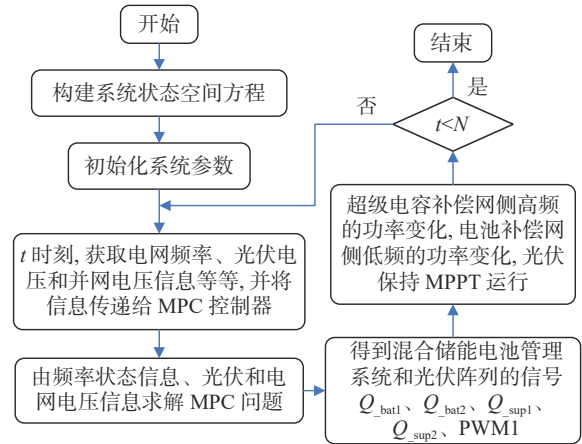 开始
构建系统状态空间方程
初始化系统参数
t 时刻, 获取电网频率、光伏电
压和并网电压信息等等, 并将
信息传递给 MPC 控制器
由频率状态信息、光伏和电
网电压信息求解 MPC 问题
得到混合储能电池管理
系统和光伏阵列的信号
Q_bat1、Q_bat2、Q_sup1、
Q_sup2、PWM1
超级电容补偿网侧高频
的功率变化, 电池补偿网
侧低频的功率变化, 光伏
保持 MPPT 运行
t<N
否
是
结束